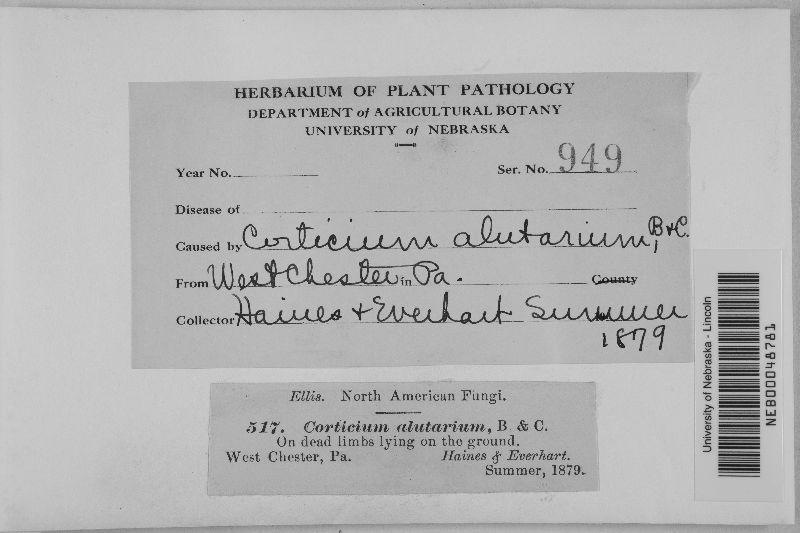 HERBARIUM OF PLANT PATHOLOGY
DEPARTMENT of AGRICULTURAL BOTANY
UNIVERSITY of NEBRASKA
Year No. Ser. No. 949
Disease of
Caused by Corticium alutarium, B & C.
From West Chester in Pa. County
Collector Haines & Everhart Summer
1879
Ellis. North American Fungi.
517. Corticium alutarium, B. & C.
On dead limbs lying on the ground.
West Chester, Pa. Haines & Everhart.
Summer, 1879.
University of Nebraska - Lincoln
NEB00048781